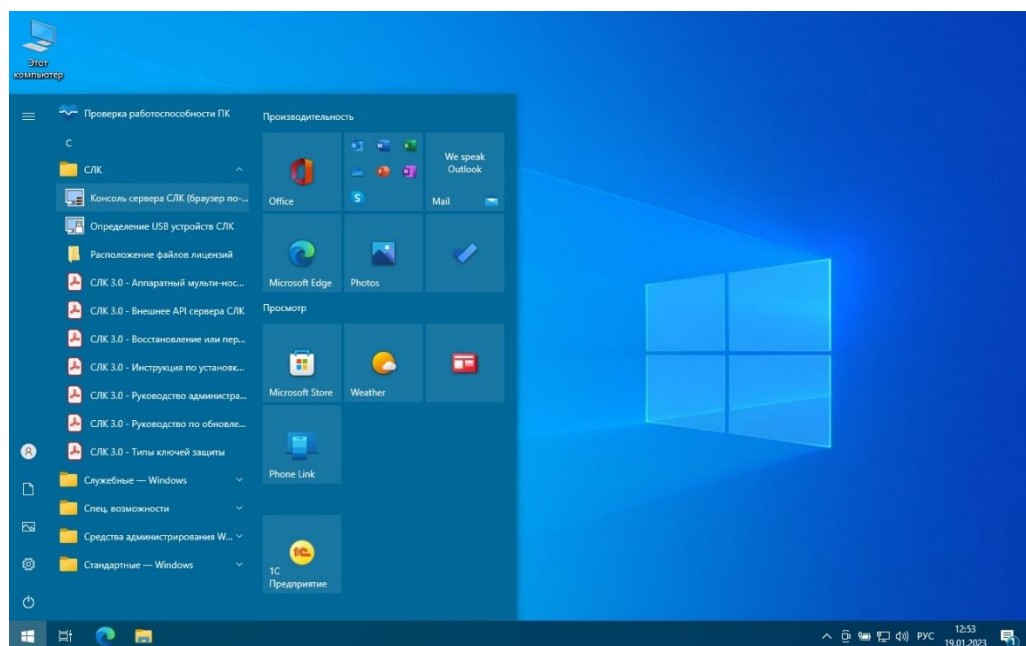 Этот
компьютер
Проверка работоспособности ПК
С
СЛК
Консоль сервера СЛК (браузер по-...
Определение USB устройств СЛК
Расположение файлов лицензий
СЛК 3.0 - Аппаратный мульти-нос...
СЛК 3.0 - Внешнее API сервера СЛК
СЛК 3.0 - Восстановление или пер...
СЛК 3.0 - Инструкция по установк...
СЛК 3.0 - Руководство администра...
СЛК 3.0 - Руководство по обновле...
СЛК 3.0 - Типы ключей защиты
Служебные — Windows
Спец. возможности
Средства администрирования W...
Стандартные — Windows
Производительность
Office
We speak
Outlook
Mail
Microsoft Edge
Photos
Просмотр
Microsoft Store
Weather
Phone Link
1С
1С
Предприятие
РУС
12:53
19.01.2023
1